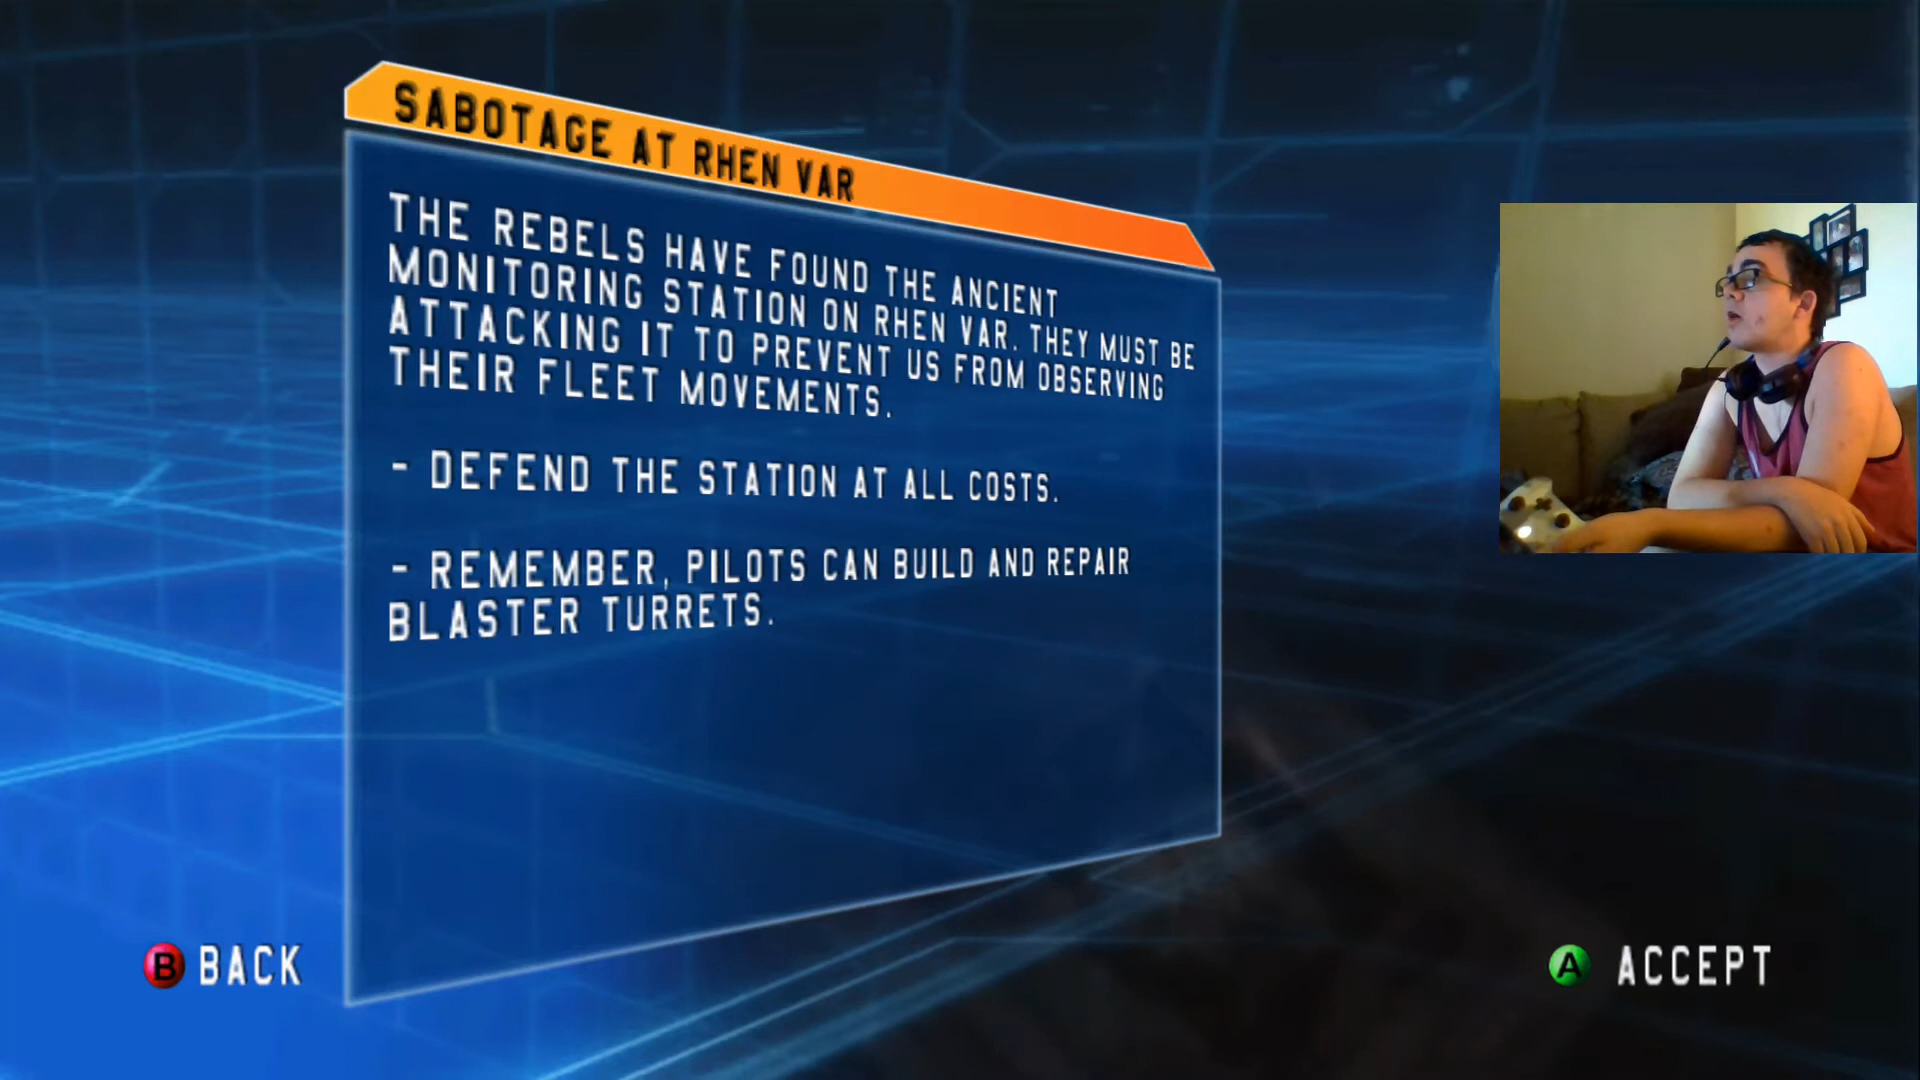 SABOTAGE AT RHEN VAR
THE REBELS HAVE FOUND THE ANCIENT
MONITORING STATION ON RHEN VAR. THEY MUST BE
ATTACKING IT TO PREVENT US FROM OBSERVING
THEIR FLEET MOVEMENTS.
- DEFEND THE STATION AT ALL COSTS.
- REMEMBER, PILOTS CAN BUILD AND REPAIR
BLASTER TURRETS.
B BACK
A ACCEPT